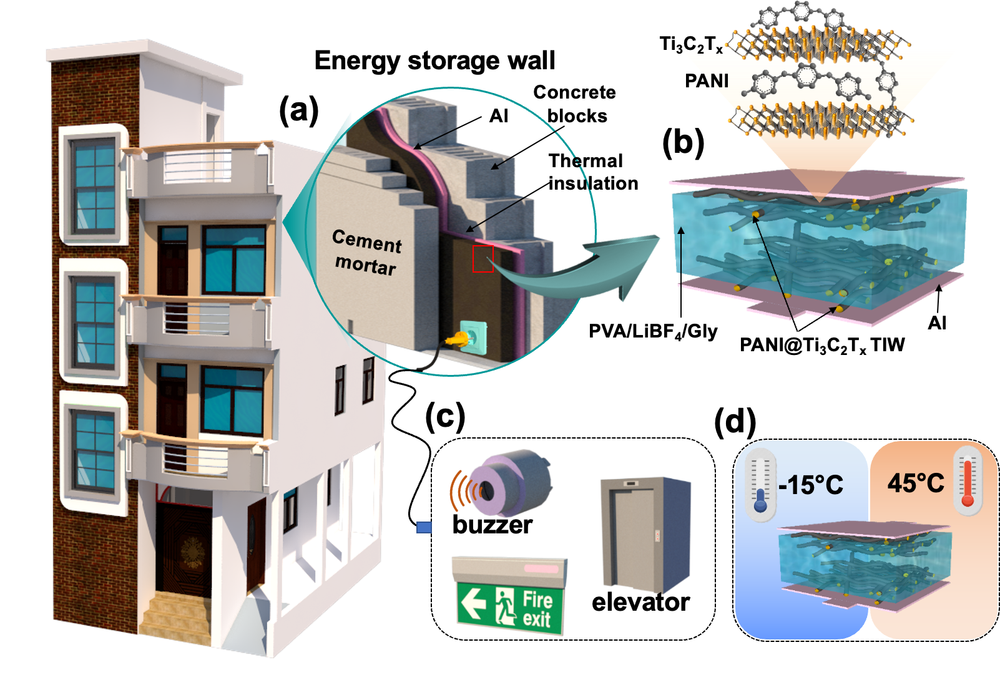 Energy storage wall
(a)
Al
Concrete
blocks
Thermal
insulation
Cement
mortar
Ti₃C₂Tₓ
PANI
(b)
PVA/LiBF₄/Gly
PANI@Ti₃C₂Tₓ TIW
Al
(c)
buzzer
elevator
Fire
exit
(d)
-15°C
45°C